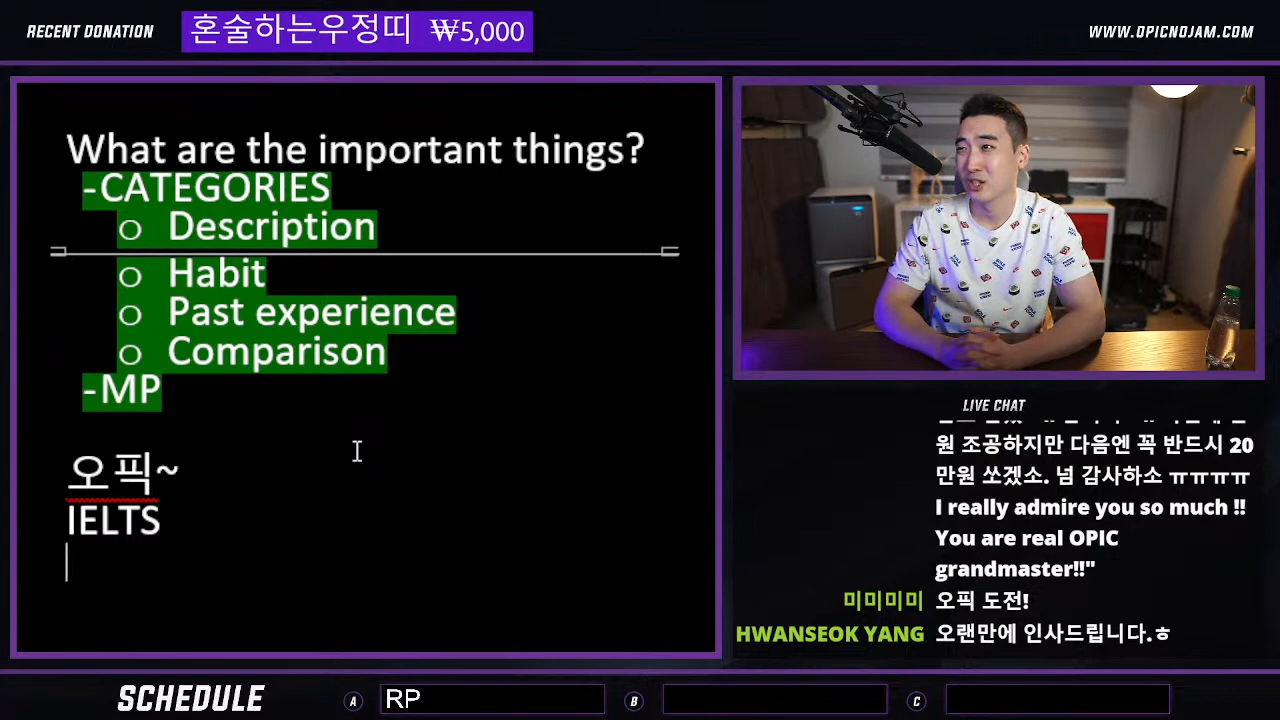 RECENT DONATION
혼술하는우정띠 ₩5,000
WWW.OPICNOJAM.COM
What are the important things?
-CATEGORIES
o Description
o Habit
o Past experience
o Comparison
-MP
오픽~
IELTS
LIVE CHAT
원 조공하지만 다음엔 꼭 반드시 20
만원 쏘겠소. 넘 감사하소 ㅠㅠㅠㅠ
I really admire you so much !!
You are real OPIC
grandmaster!!"
미미미미 오픽 도전!
HWANSEOK YANG 오랜만에 인사드립니다.ㅎ
SCHEDULE A RP B C